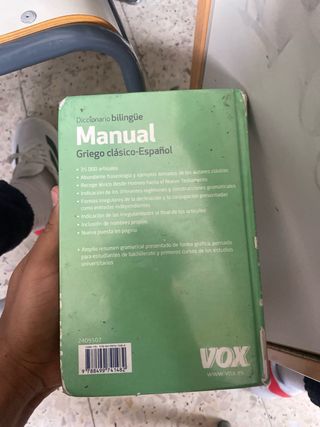 Diccionario bilingüe
Manual
Griego clásico-Español
• 35 000 artículos
• Abundante fraseología y ejemplos tomados de los autores clásicos
• Recoge léxico desde Homero hasta el Nuevo Testamento
• Indicación de los diferentes regímenes y construcciones gramaticales
• Formas irregulares de la declinación y la conjugación presentadas
como entradas independientes
• Indicación de las irregularidades al final de los artículos
• Inclusión de nombres propios
• Nueva puesta en página
• Amplio resumen gramatical presentado de forma gráfica, pensado
para estudiantes de bachillerato y primeros cursos de los estudios
universitarios
2409507
9 788499 741482
VOX
www.vox.es